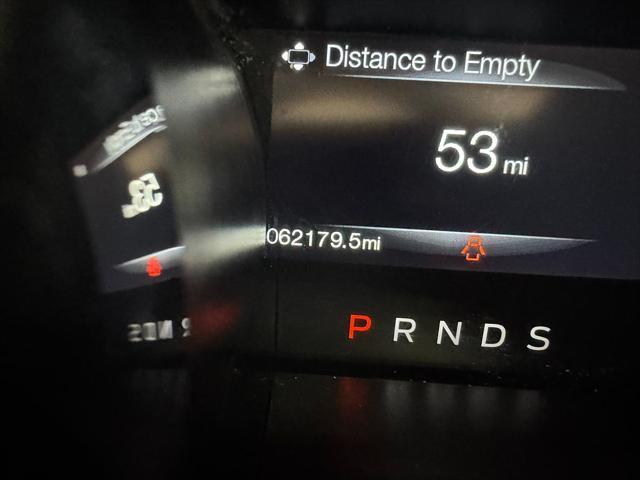 Distance to Empty
53 mi
062179.5mi
P R N D S